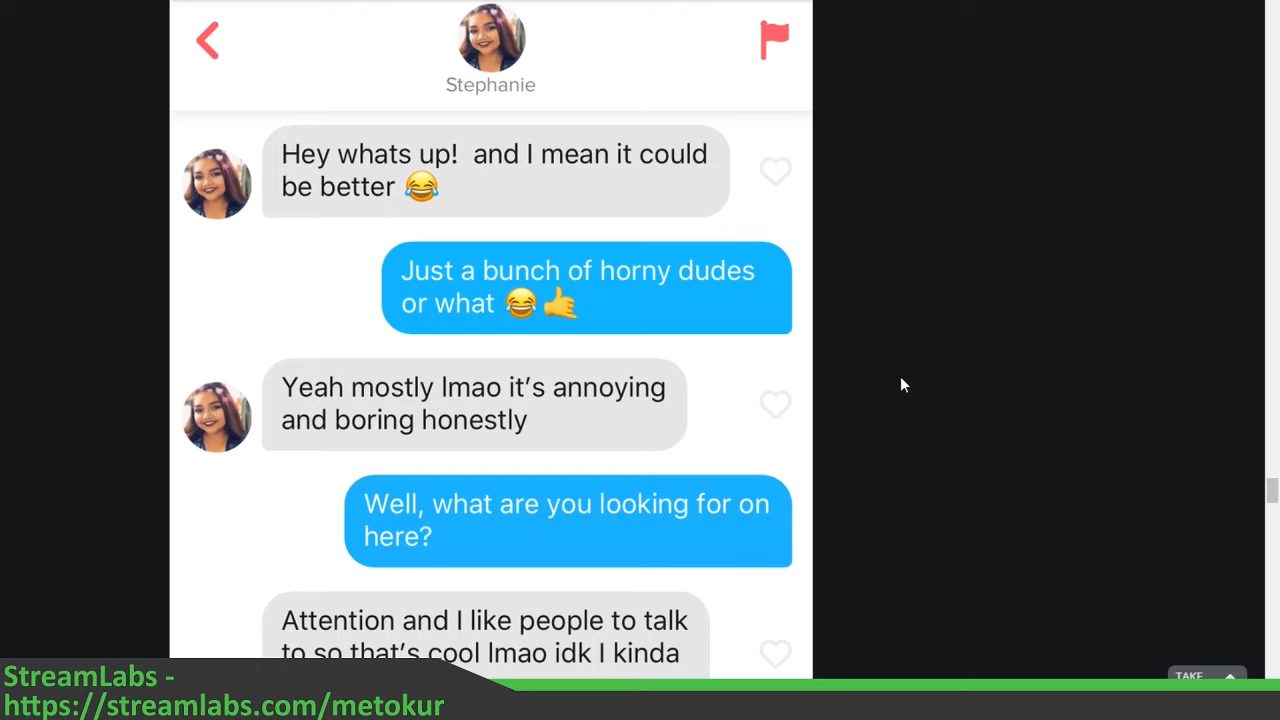 Stephanie
Hey whats up!  and I mean it could
be better 😂
Just a bunch of horny dudes
or what 😂🤙
Yeah mostly lmao it's annoying
and boring honestly
Well, what are you looking for on
here?
Attention and I like people to talk
to so that's cool lmao idk I kinda
TAKE
StreamLabs -
https://streamlabs.com/metokur